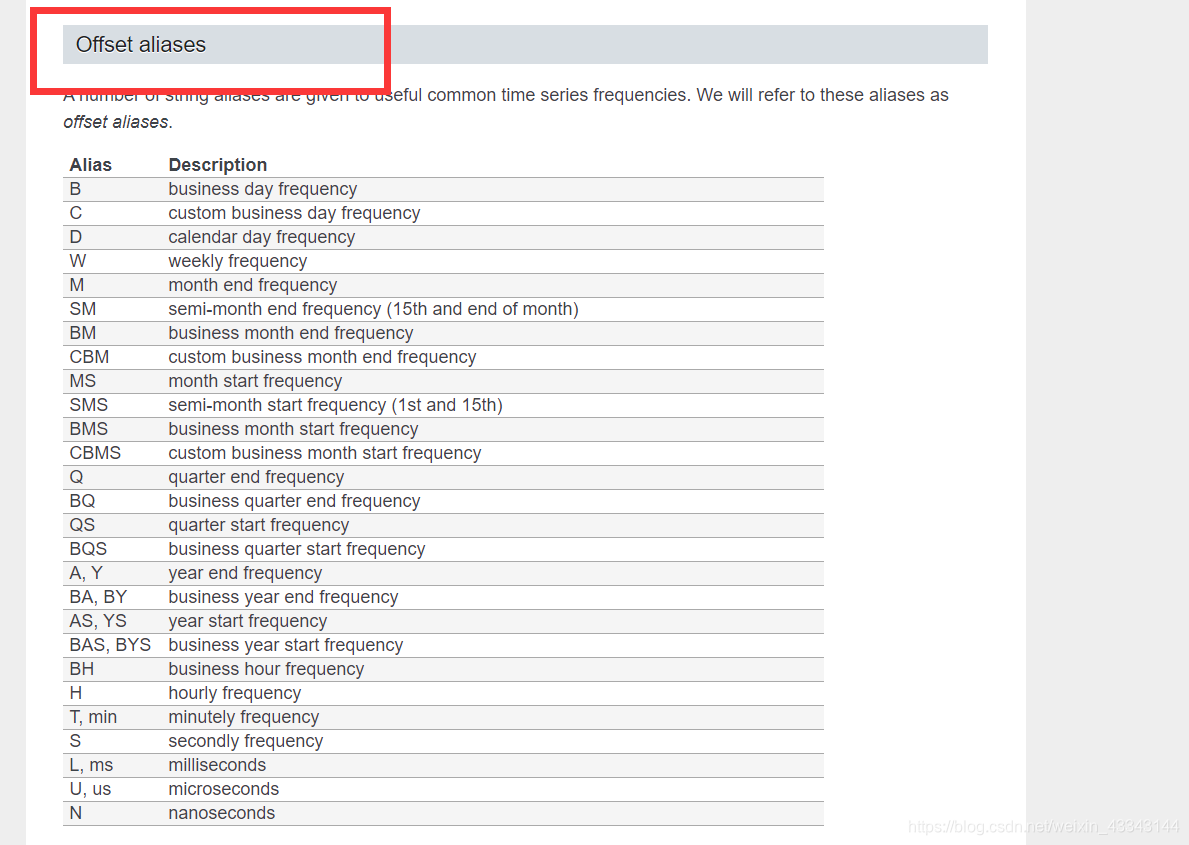 Offset aliases
A number of string aliases are given to useful common time series frequencies. We will refer to these aliases as
offset aliases.
Alias Description
B business day frequency
C custom business day frequency
D calendar day frequency
W weekly frequency
M month end frequency
SM semi-month end frequency (15th and end of month)
BM business month end frequency
CBM custom business month end frequency
MS month start frequency
SMS semi-month start frequency (1st and 15th)
BMS business month start frequency
CBMS custom business month start frequency
Q quarter end frequency
BQ business quarter end frequency
QS quarter start frequency
BQS business quarter start frequency
A, Y year end frequency
BA, BY business year end frequency
AS, YS year start frequency
BAS, BYS business year start frequency
BH business hour frequency
H hourly frequency
T, min minutely frequency
S secondly frequency
L, ms milliseconds
U, us microseconds
N nanoseconds
https://blog.csdn.net/weixin_43343144